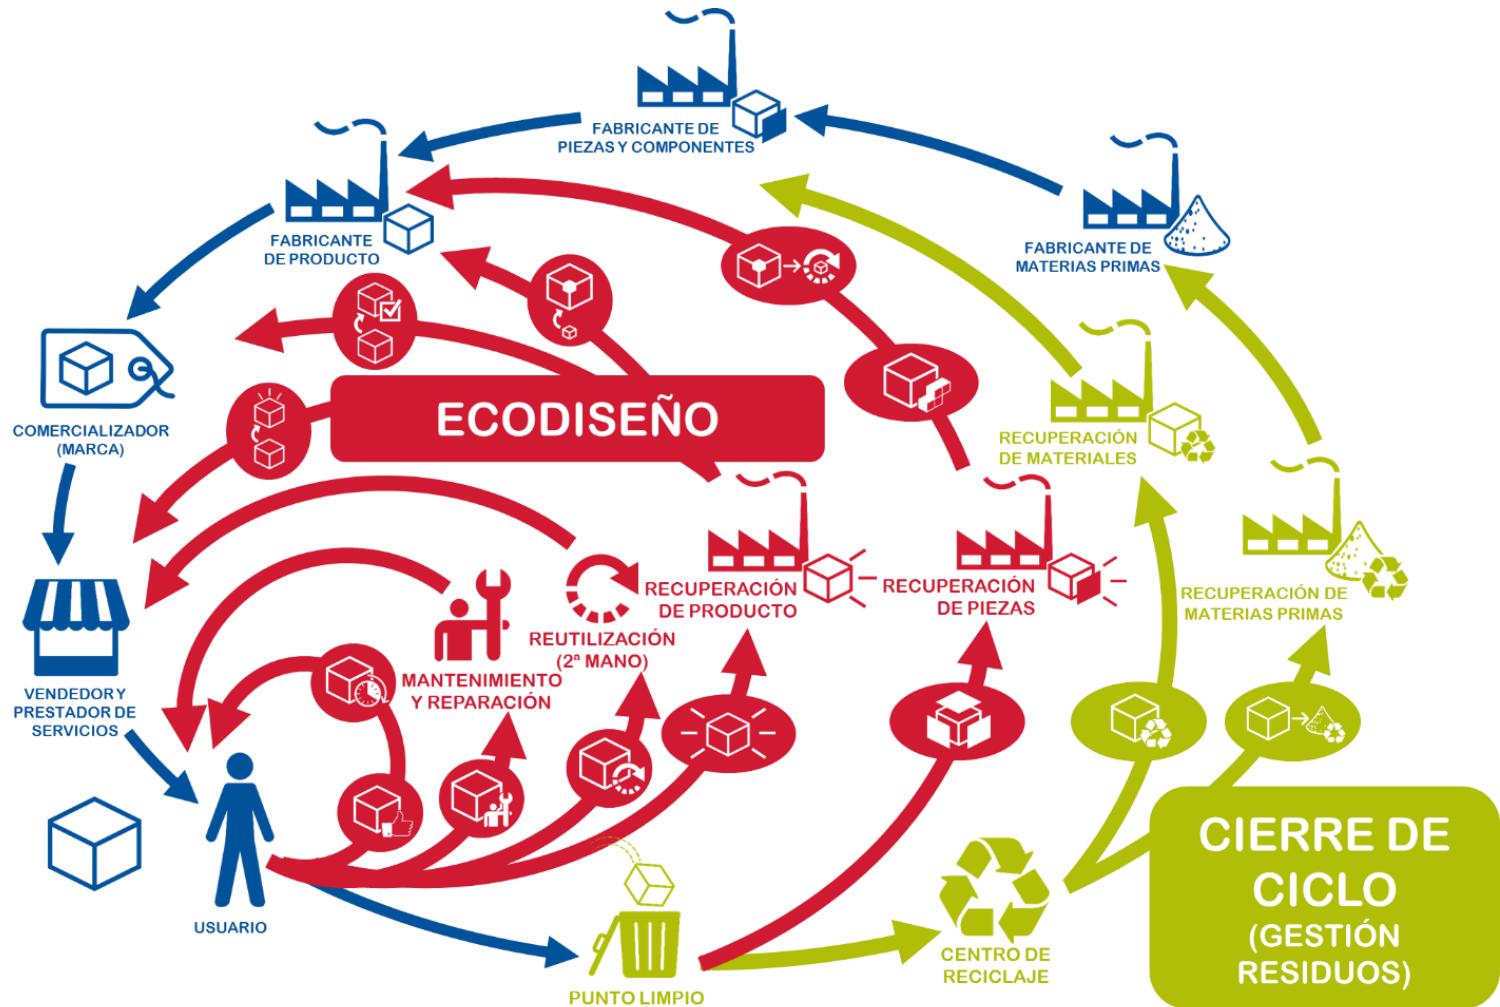 FABRICANTE DE
PIEZAS Y COMPONENTES
FABRICANTE
DE PRODUCTO
FABRICANTE DE
MATERIAS PRIMAS
COMERCIALIZADOR
(MARCA)
ECODISEÑO
RECUPERACIÓN
DE MATERIALES
RECUPERACIÓN
DE PRODUCTO
RECUPERACIÓN
DE PIEZAS
RECUPERACIÓN DE
MATERIAS PRIMAS
REUTILIZACIÓN
(2ª MANO)
MANTENIMIENTO
Y REPARACIÓN
VENDEDOR Y
PRESTADOR DE
SERVICIOS
USUARIO
PUNTO LIMPIO
CENTRO DE
RECICLAJE
CIERRE DE
CICLO
(GESTIÓN
RESIDUOS)